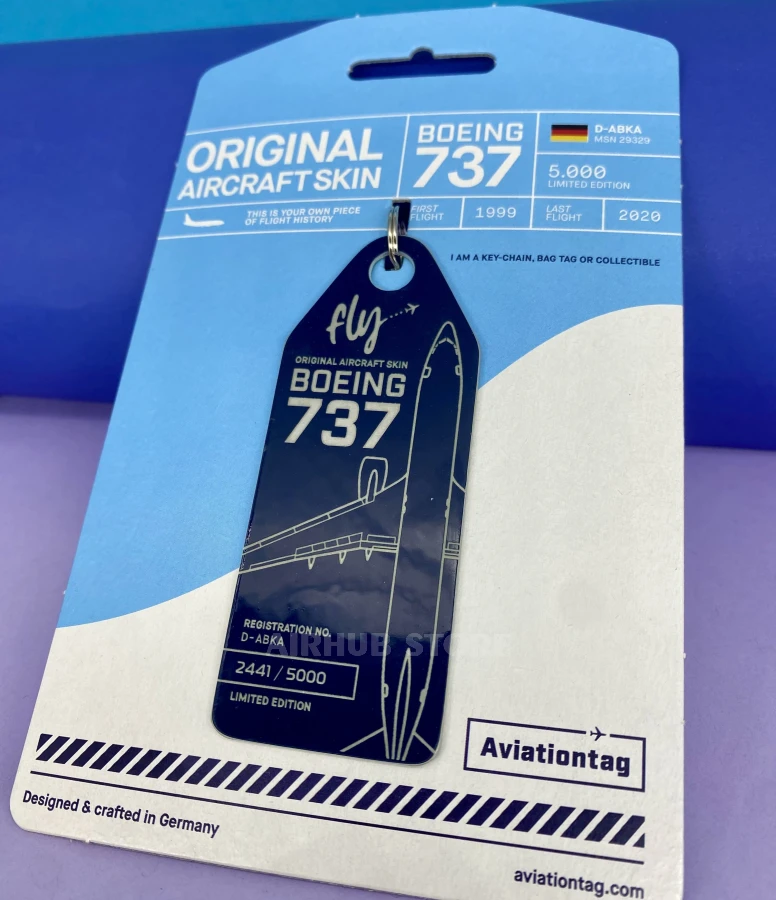 ORIGINAL
AIRCRAFT SKIN
BOEING
737
D-ABKA
MSN 29329
5.000
LIMITED EDITION
THIS IS YOUR OWN PIECE
OF FLIGHT HISTORY
FIRST
FLIGHT
1999
LAST
FLIGHT
2020
I AM A KEY-CHAIN, BAG TAG OR COLLECTIBLE
fly
ORIGINAL AIRCRAFT SKIN
BOEING
737
REGISTRATION NO.
D-ABKA
AIRHUB STORE
2441 / 5000
LIMITED EDITION
Aviationtag
Designed & crafted in Germany
aviationtag.com